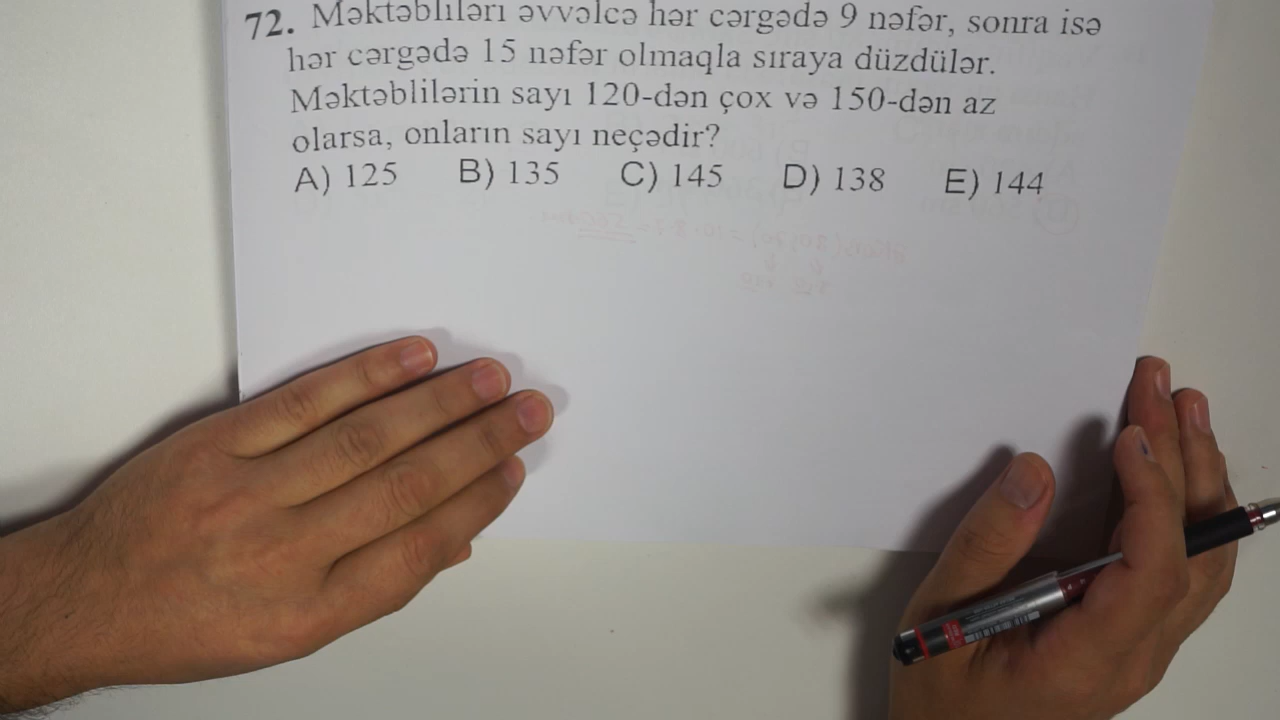 72. Məktəbliləri əvvəlcə hər cərgədə 9 nəfər, sonra isə
hər cərgədə 15 nəfər olmaqla sıraya düzdülər.
Məktəblilərin sayı 120-dən çox və 150-dən az
olarsa, onların sayı neçədir?
A) 125 B) 135 C) 145 D) 138 E) 144